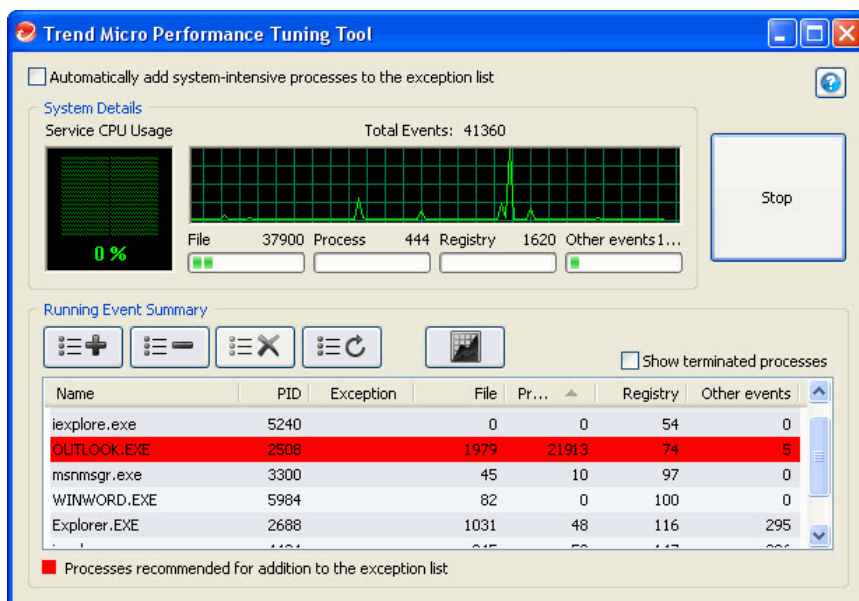 Trend Micro Performance Tuning Tool
Automatically add system-intensive processes to the exception list
System Details
Service CPU Usage
Total Events: 41360
0 %
File 37900 Process 444 Registry 1620 Other events1...
Stop
Running Event Summary
Show terminated processes
Name PID Exception File Pr... Registry Other events
iexplore.exe 5240 0 0 54 0
OUTLOOK.EXE 2508 1979 21913 74 5
msnmsgr.exe 3300 45 10 97 0
WINWORD.EXE 5984 82 0 100 0
Explorer.EXE 2688 1031 48 116 295
Processes recommended for addition to the exception list